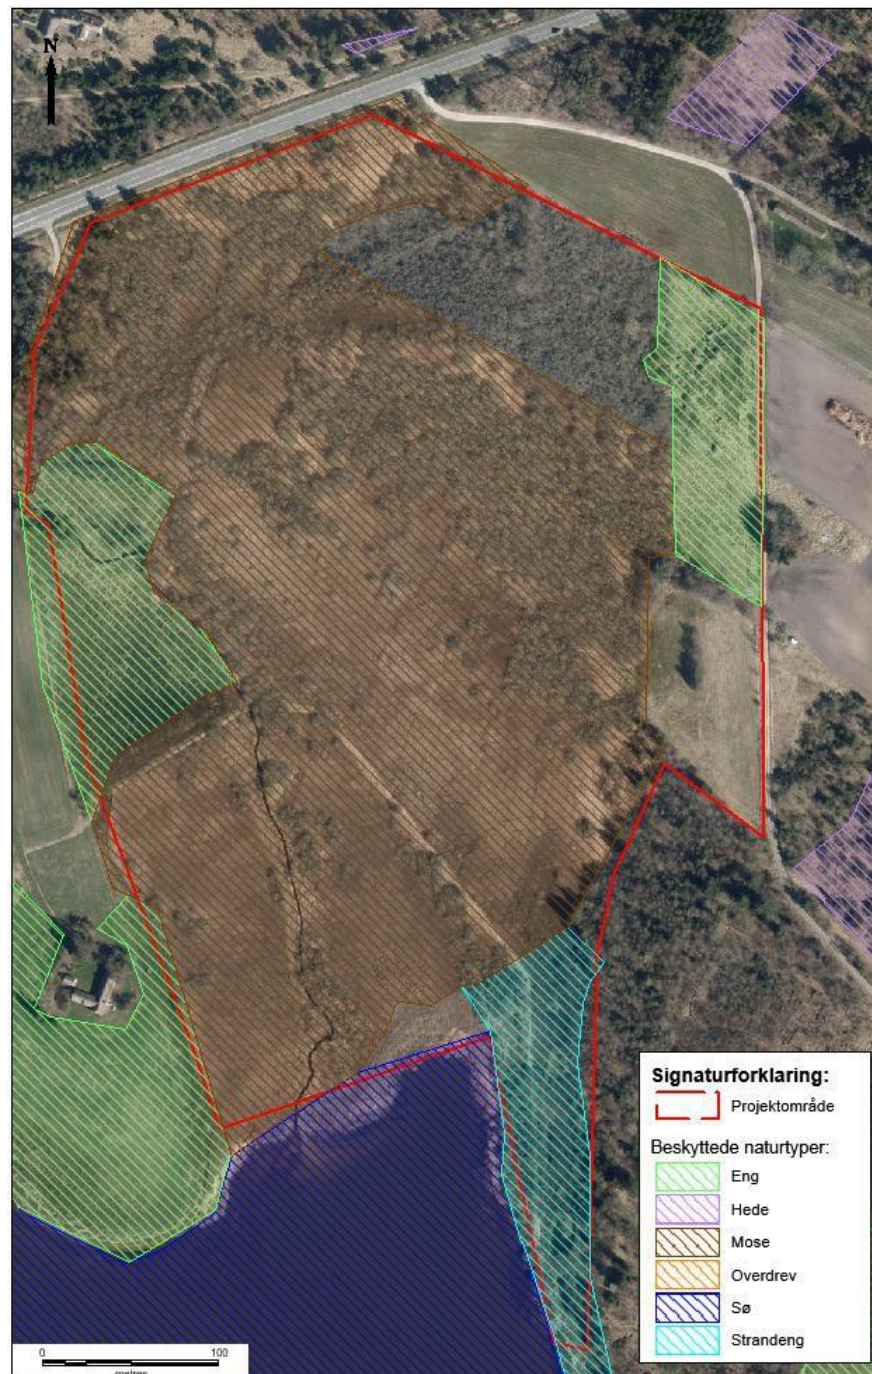 N
Signaturforklaring:
Projektområde
Beskyttede naturtyper:
Eng
Hede
Mose
Overdrev
Sø
Strandeng
0 100
metres